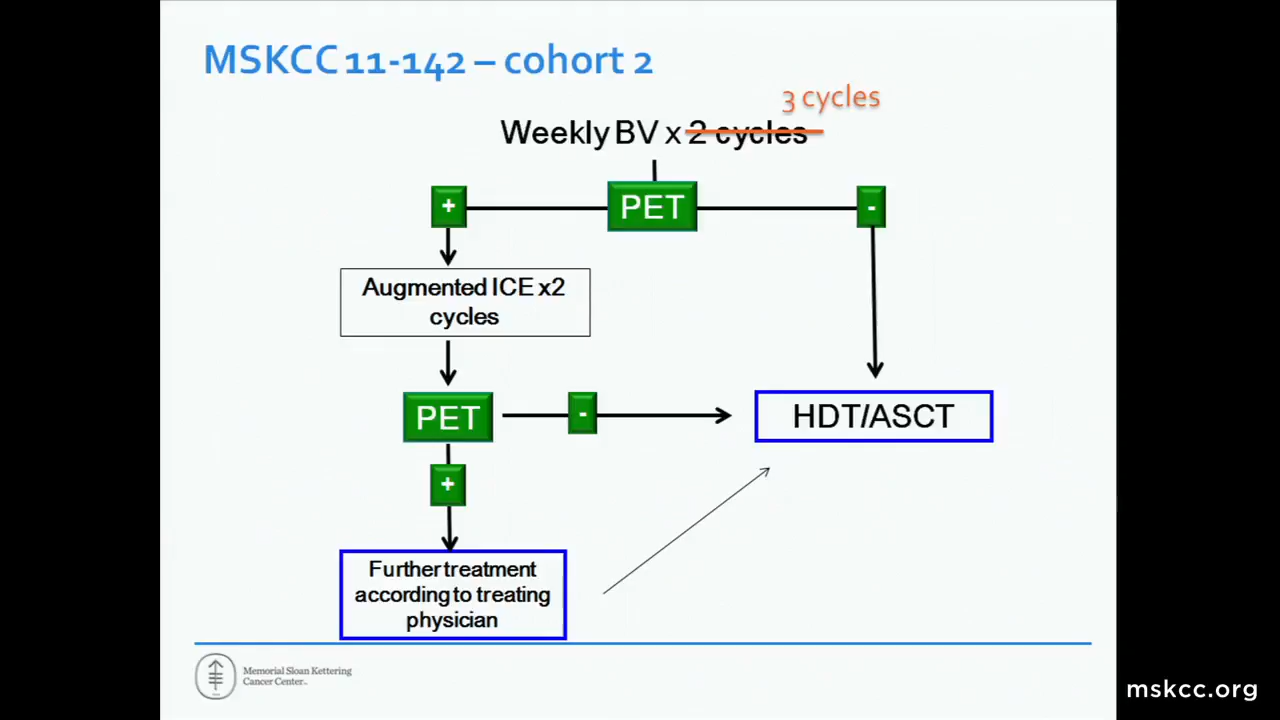 MSKCC 11-142 – cohort 2
3 cycles
Weekly BV x 2 cycles
+
PET
-
Augmented ICE x2
cycles
PET
-
HDT/ASCT
+
Further treatment
according to treating
physician
Memorial Sloan Kettering
Cancer Center
mskcc.org